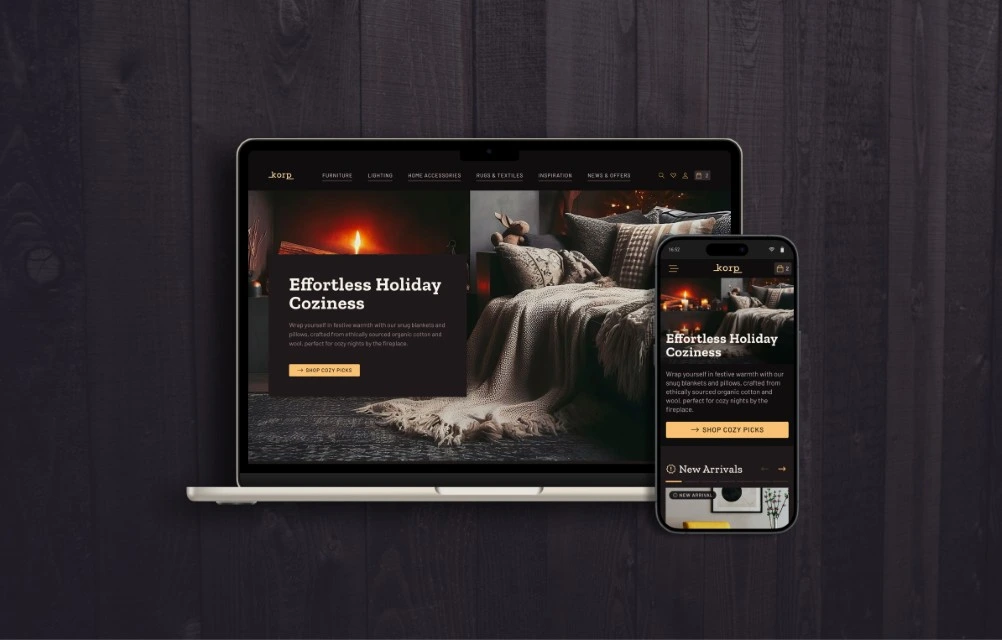 korp
FURNITURE
LIGHTING
HOME ACCESSORIES
RUGS & TEXTILES
INSPIRATION
NEWS & OFFERS
2
Effortless Holiday
Coziness
Wrap yourself in festive warmth with our snug blankets and
pillows, crafted from ethically sourced organic cotton and
wool, perfect for cozy nights by the fireplace.
→ SHOP COZY PICKS
16:52
korp
2
Effortless Holiday
Coziness
Wrap yourself in festive warmth with our
snug blankets and pillows, crafted from
ethically sourced organic cotton and
wool, perfect for cozy nights by the
fireplace.
→ SHOP COZY PICKS
New Arrivals
NEW ARRIVAL